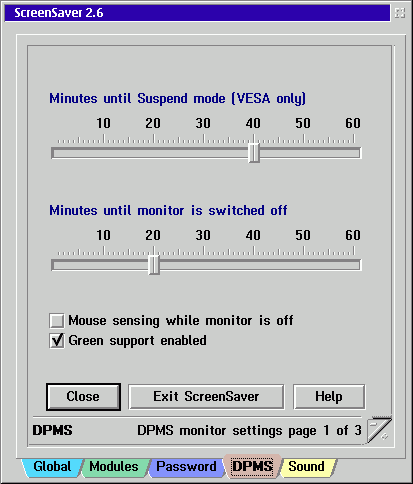 ScreenSaver 2.6
Minutes until Suspend mode (VESA only)
10 20 30 40 50 60
Minutes until monitor is switched off
10 20 30 40 50 60
Mouse sensing while monitor is off
Green support enabled
Close Exit ScreenSaver Help
DPMS DPMS monitor settings page 1 of 3
Global Modules Password DPMS Sound